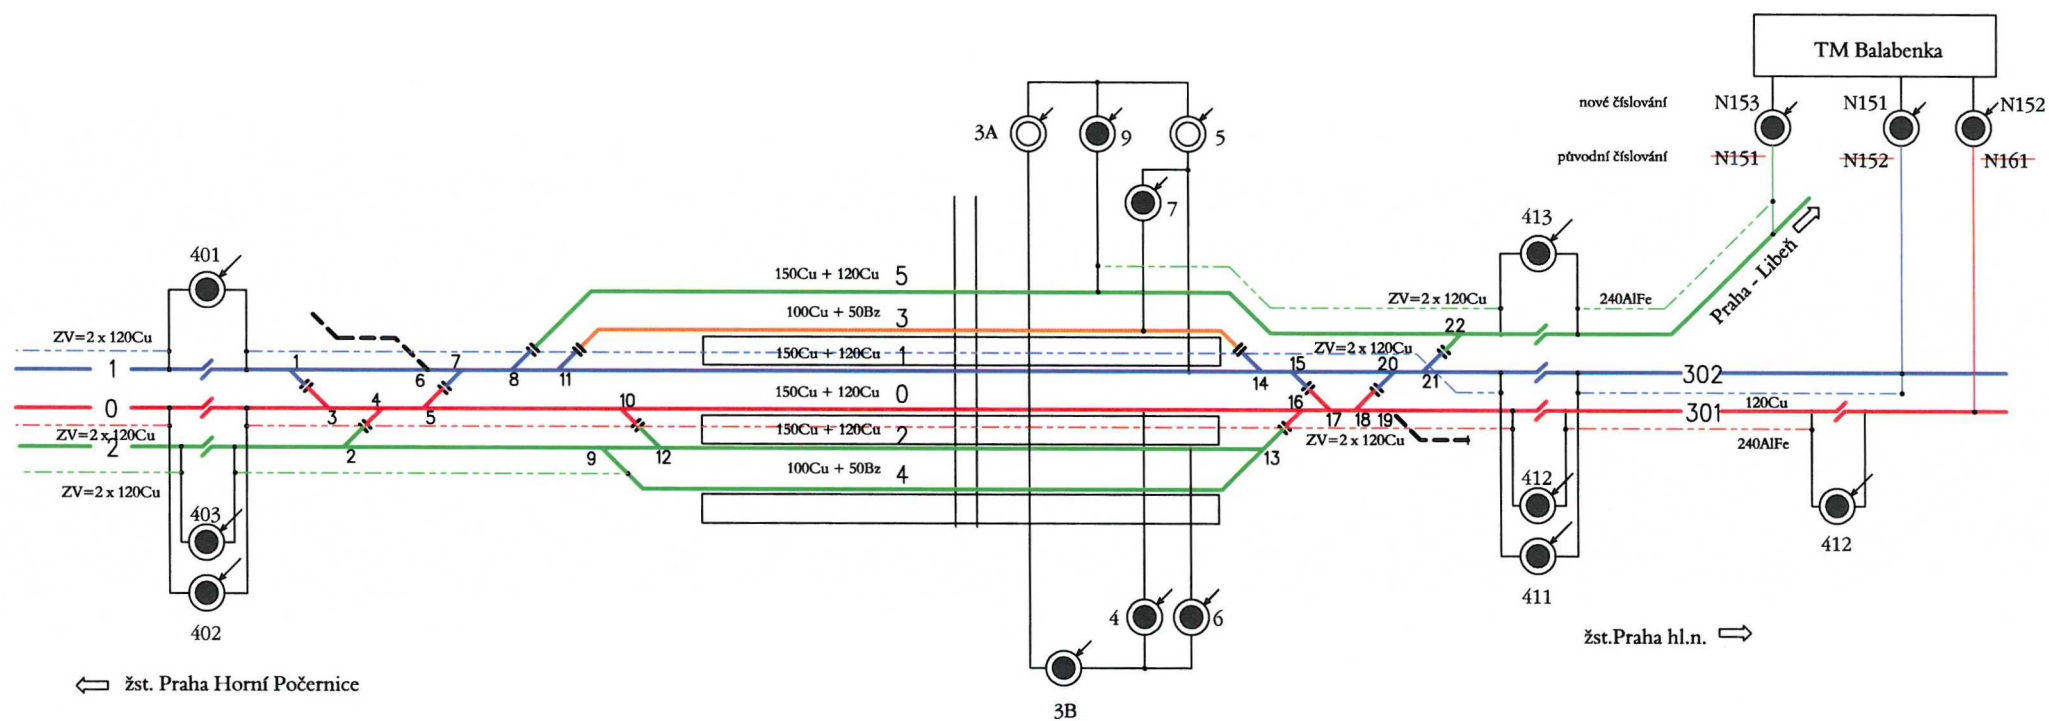 TM Balabenka
nové číslování
N153
N151
N152
původní číslování
N151
N152
N161
3A
9
5
7
413
401
150Cu + 120Cu
5
ZV=2 x 120Cu
240AlFe
Praha - Libeň
100Cu + 50Bz
3
22
ZV=2 x 120Cu
1
1
6
7
8
11
150Cu + 120Cu
1
14
15
ZV=2 x 120Cu
20
21
302
0
3
4
5
10
150Cu + 120Cu
0
16
17
18
19
301
120Cu
ZV=2 x 120Cu
2
2
9
12
150Cu + 120Cu
2
13
ZV=2 x 120Cu
240AlFe
ZV=2 x 120Cu
100Cu + 50Bz
4
403
402
412
411
412
4
6
3B
žst. Praha Horní Počernice
žst.Praha hl.n.